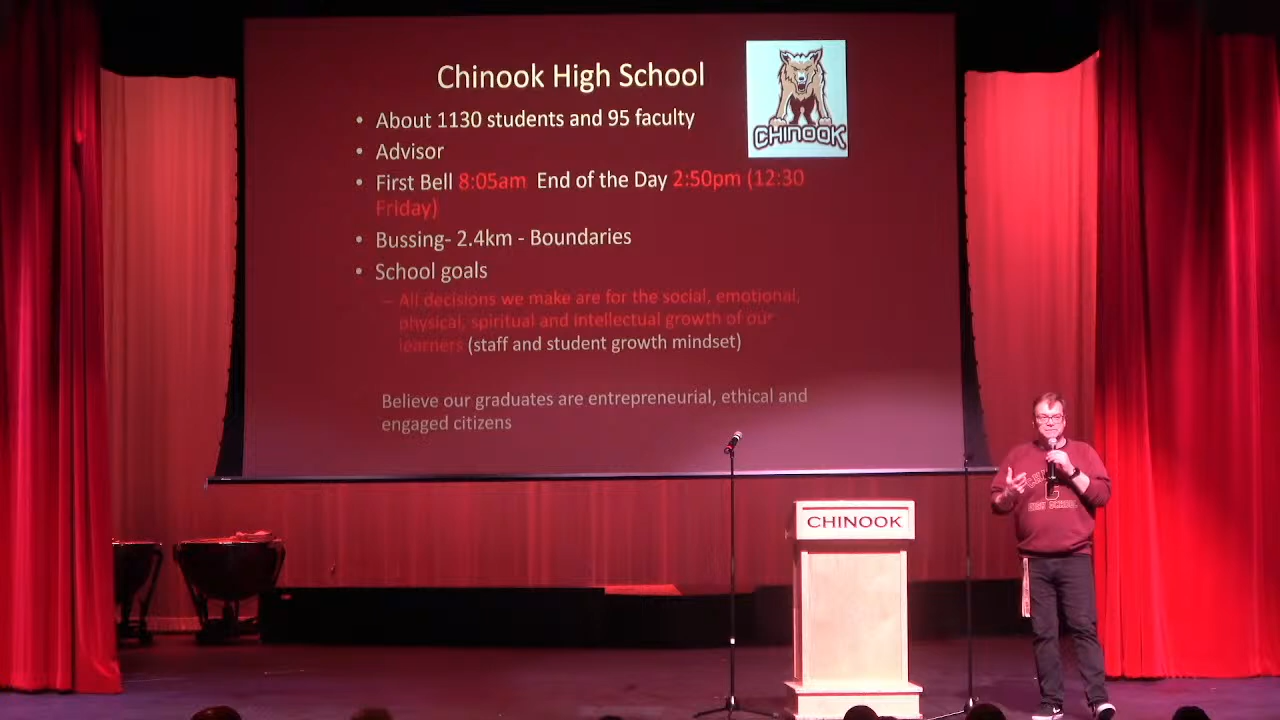 Chinook High School
• About 1130 students and 95 faculty
• Advisor
• First Bell 8:05am End of the Day 2:50pm (12:30
Friday)
• Bussing- 2.4km - Boundaries
• School goals
– All decisions we make are for the social, emotional,
physical, spiritual and intellectual growth of our
learners (staff and student growth mindset)
Believe our graduates are entrepreneurial, ethical and
engaged citizens
CHINOOK
CHINOOK
HIGH SCHOOL